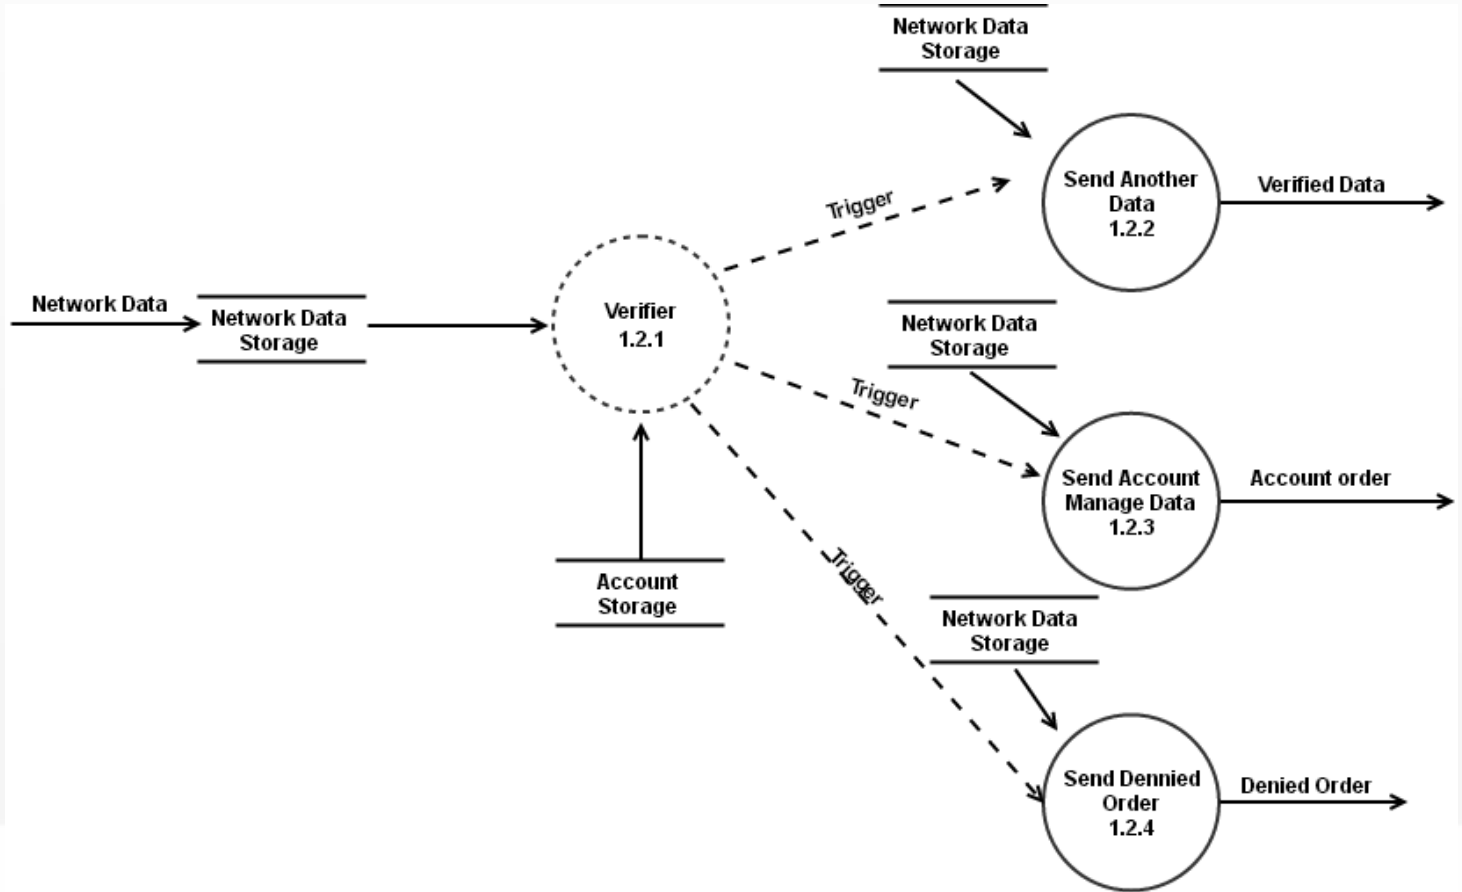 Network Data
Storage
Send Another
Data
1.2.2
Verified Data
Trigger
Network Data
Network Data
Storage
Verifier
1.2.1
Network Data
Storage
Trigger
Send Account
Manage Data
1.2.3
Account order
Account
Storage
Trigger
Network Data
Storage
Send Dennied
Order
1.2.4
Denied Order